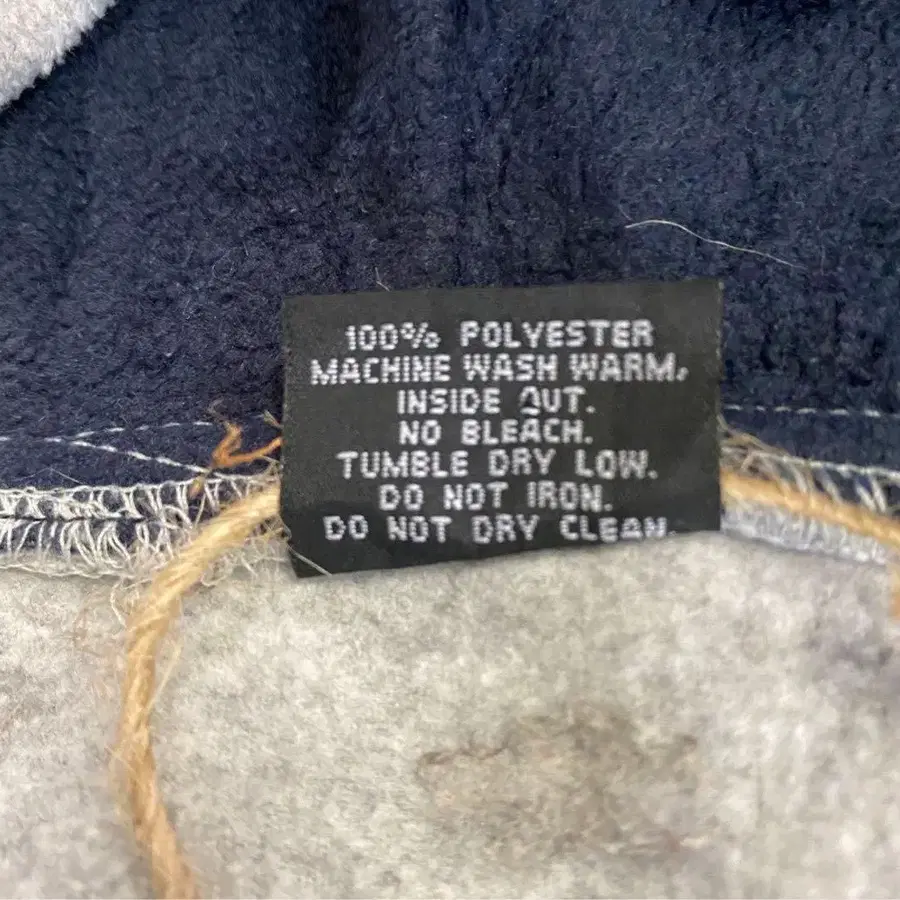 100% POLYESTER
MACHINE WASH WARM,
INSIDE OUT.
NO BLEACH.
TUMBLE DRY LOW.
DO NOT IRON.
DO NOT DRY CLEAN.